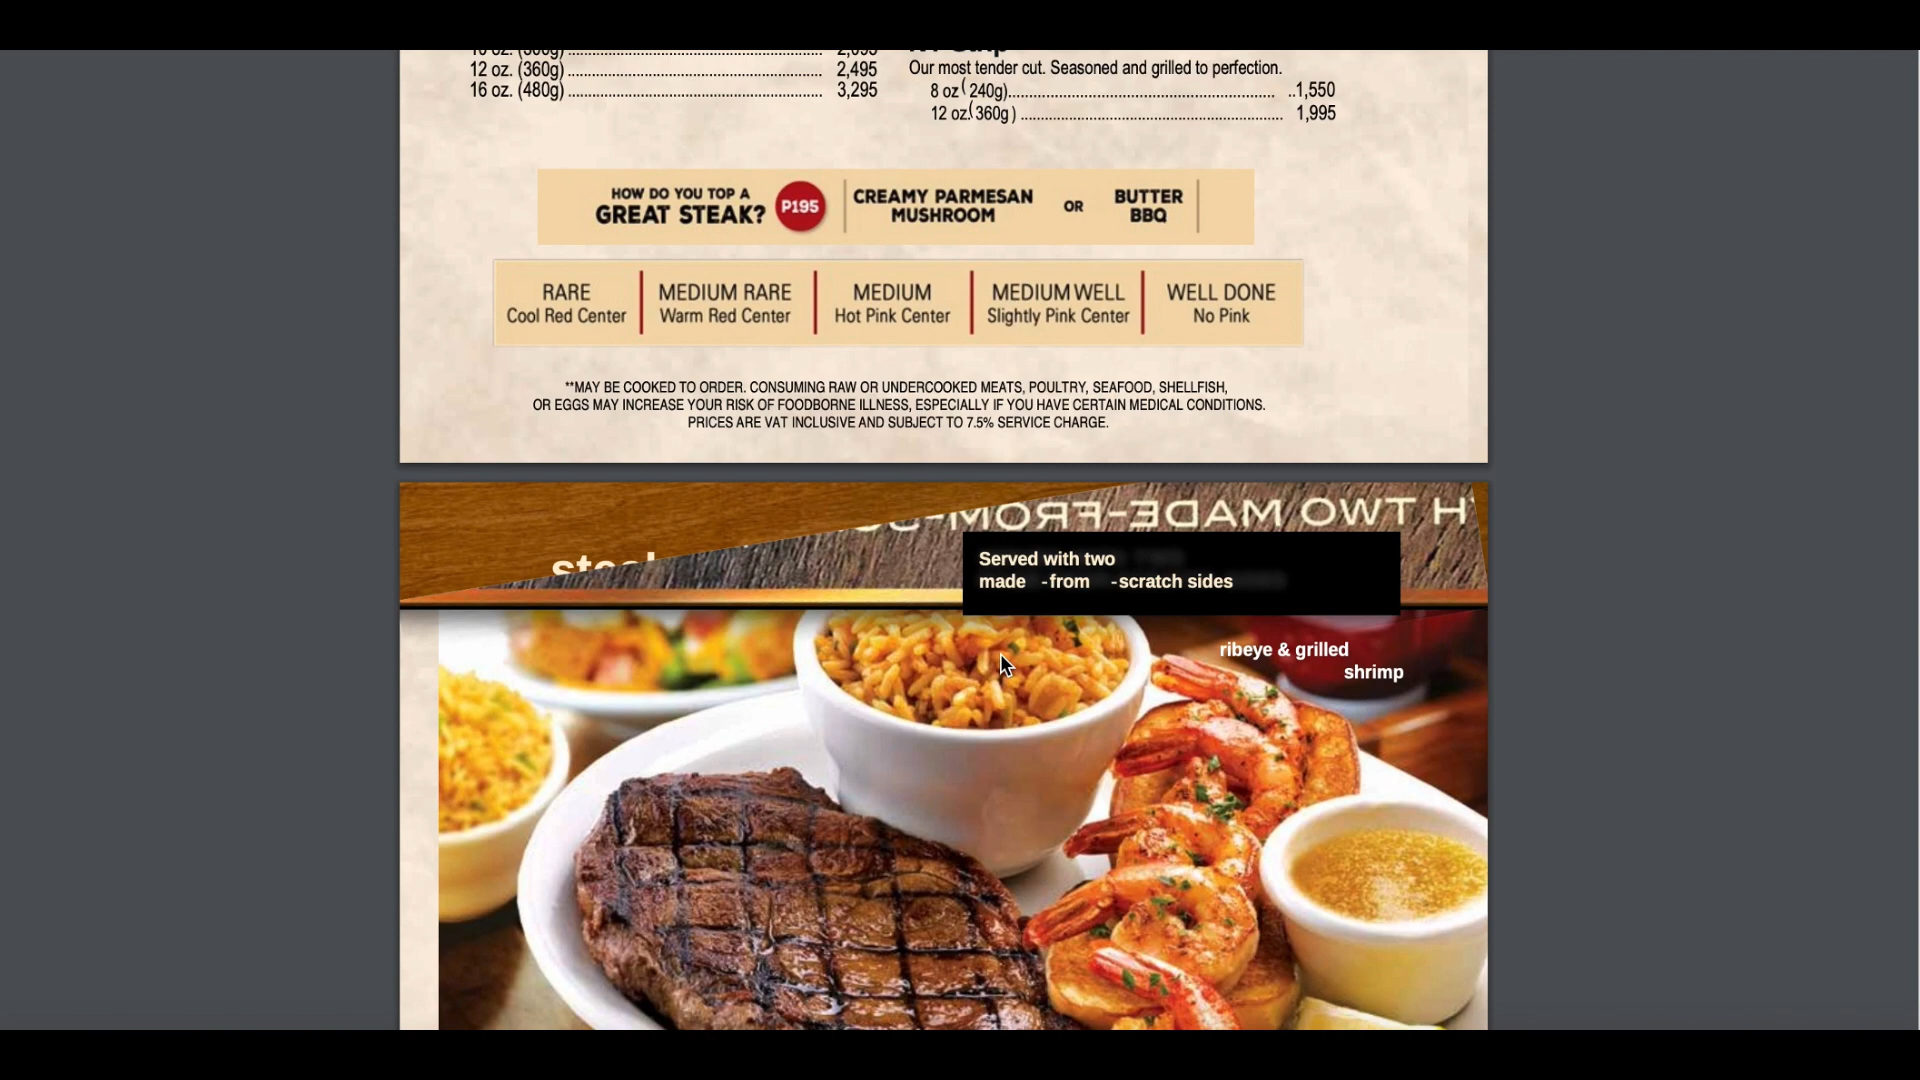 12 oz. (360g) ........ 2,495
16 oz. (480g) ........ 3,295
Our most tender cut. Seasoned and grilled to perfection.
8 oz ( 240g)........ ..1,550
12 oz.(360g ) ........ 1,995
HOW DO YOU TOP A
GREAT STEAK?
P195
CREAMY PARMESAN
MUSHROOM
OR
BUTTER
BBQ
RARE
Cool Red Center
MEDIUM RARE
Warm Red Center
MEDIUM
Hot Pink Center
MEDIUM WELL
Slightly Pink Center
WELL DONE
No Pink
**MAY BE COOKED TO ORDER. CONSUMING RAW OR UNDERCOOKED MEATS, POULTRY, SEAFOOD, SHELLFISH,
OR EGGS MAY INCREASE YOUR RISK OF FOODBORNE ILLNESS, ESPECIALLY IF YOU HAVE CERTAIN MEDICAL CONDITIONS.
PRICES ARE VAT INCLUSIVE AND SUBJECT TO 7.5% SERVICE CHARGE.
H TWO MADE-FROM-
Served with two
made -from -scratch sides
ribeye & grilled
shrimp